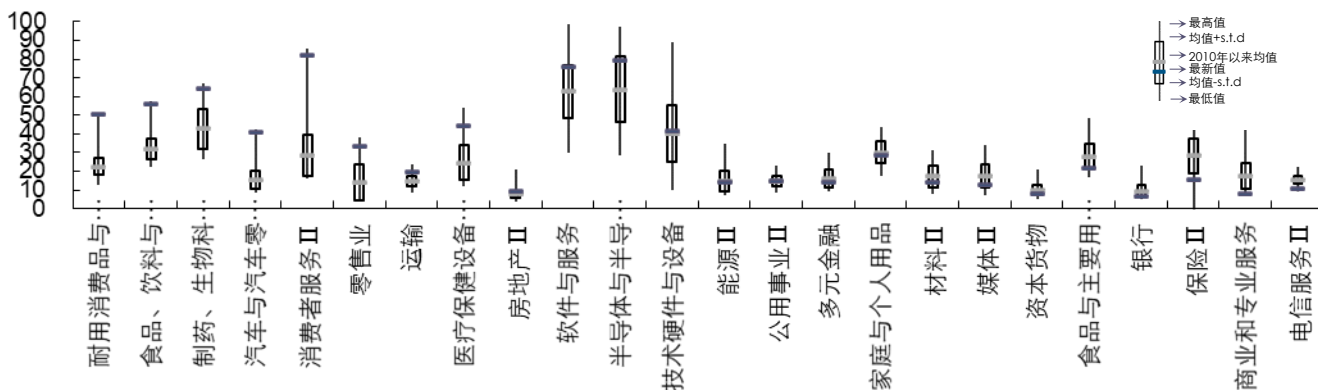 100
90
80
70
60
50
40
30
20
10
0
最高值
均值+s.t.d
2010年以来均值
最新值
均值-s.t.d
最低值
耐用消费品与…
食品、饮料与…
制药、生物科…
汽车与汽车零…
消费者服务II
零售业
运输
医疗保健设备…
房地产II
软件与服务
半导体与半导…
技术硬件与设备
能源II
公用事业II
多元金融
家庭与个人用品
材料II
媒体II
资本货物
食品与主要用…
银行
保险II
商业和专业服务
电信服务II